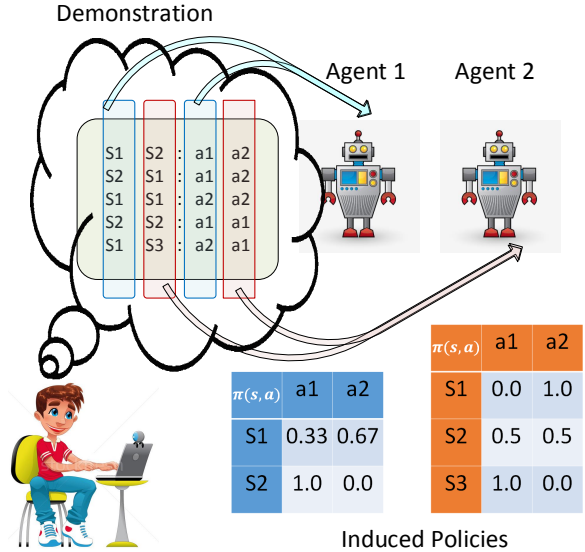 Demonstration
Agent 1 Agent 2
S1 S2 : a1 a2
S2 S1 : a1 a2
S1 S1 : a2 a2
S2 S2 : a1 a1
S1 S3 : a2 a1
π(s,a) a1 a2
S1 0.33 0.67
S2 1.0 0.0
π(s,a) a1 a2
S1 0.0 1.0
S2 0.5 0.5
S3 1.0 0.0
Induced Policies